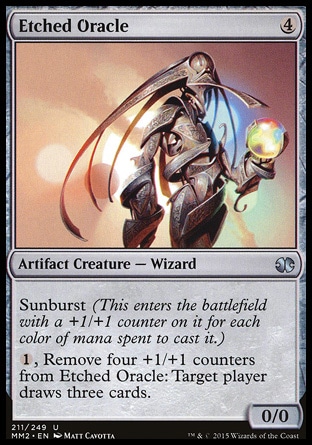 Etched Oracle 4
Artifact Creature — Wizard
Sunburst (This enters the battlefield
with a +1/+1 counter on it for each
color of mana spent to cast it.)
1, Remove four +1/+1 counters
from Etched Oracle: Target player
draws three cards.
211/249 U
MM2 • EN Matt Cavotta
™ & © 2015 Wizards of the Coast
0/0